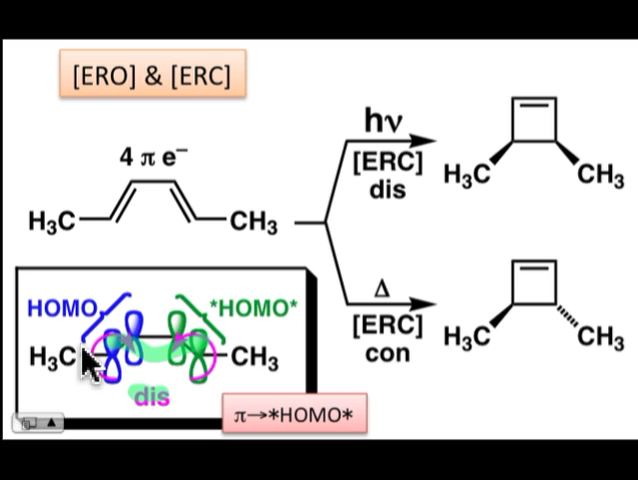 [ERO] & [ERC]
4 π e⁻
H₃C
CH₃
hν
[ERC]
dis
H₃C
CH₃
Δ
[ERC]
con
H₃C
CH₃
HOMO
*HOMO*
H₃C
CH₃
dis
π→*HOMO*